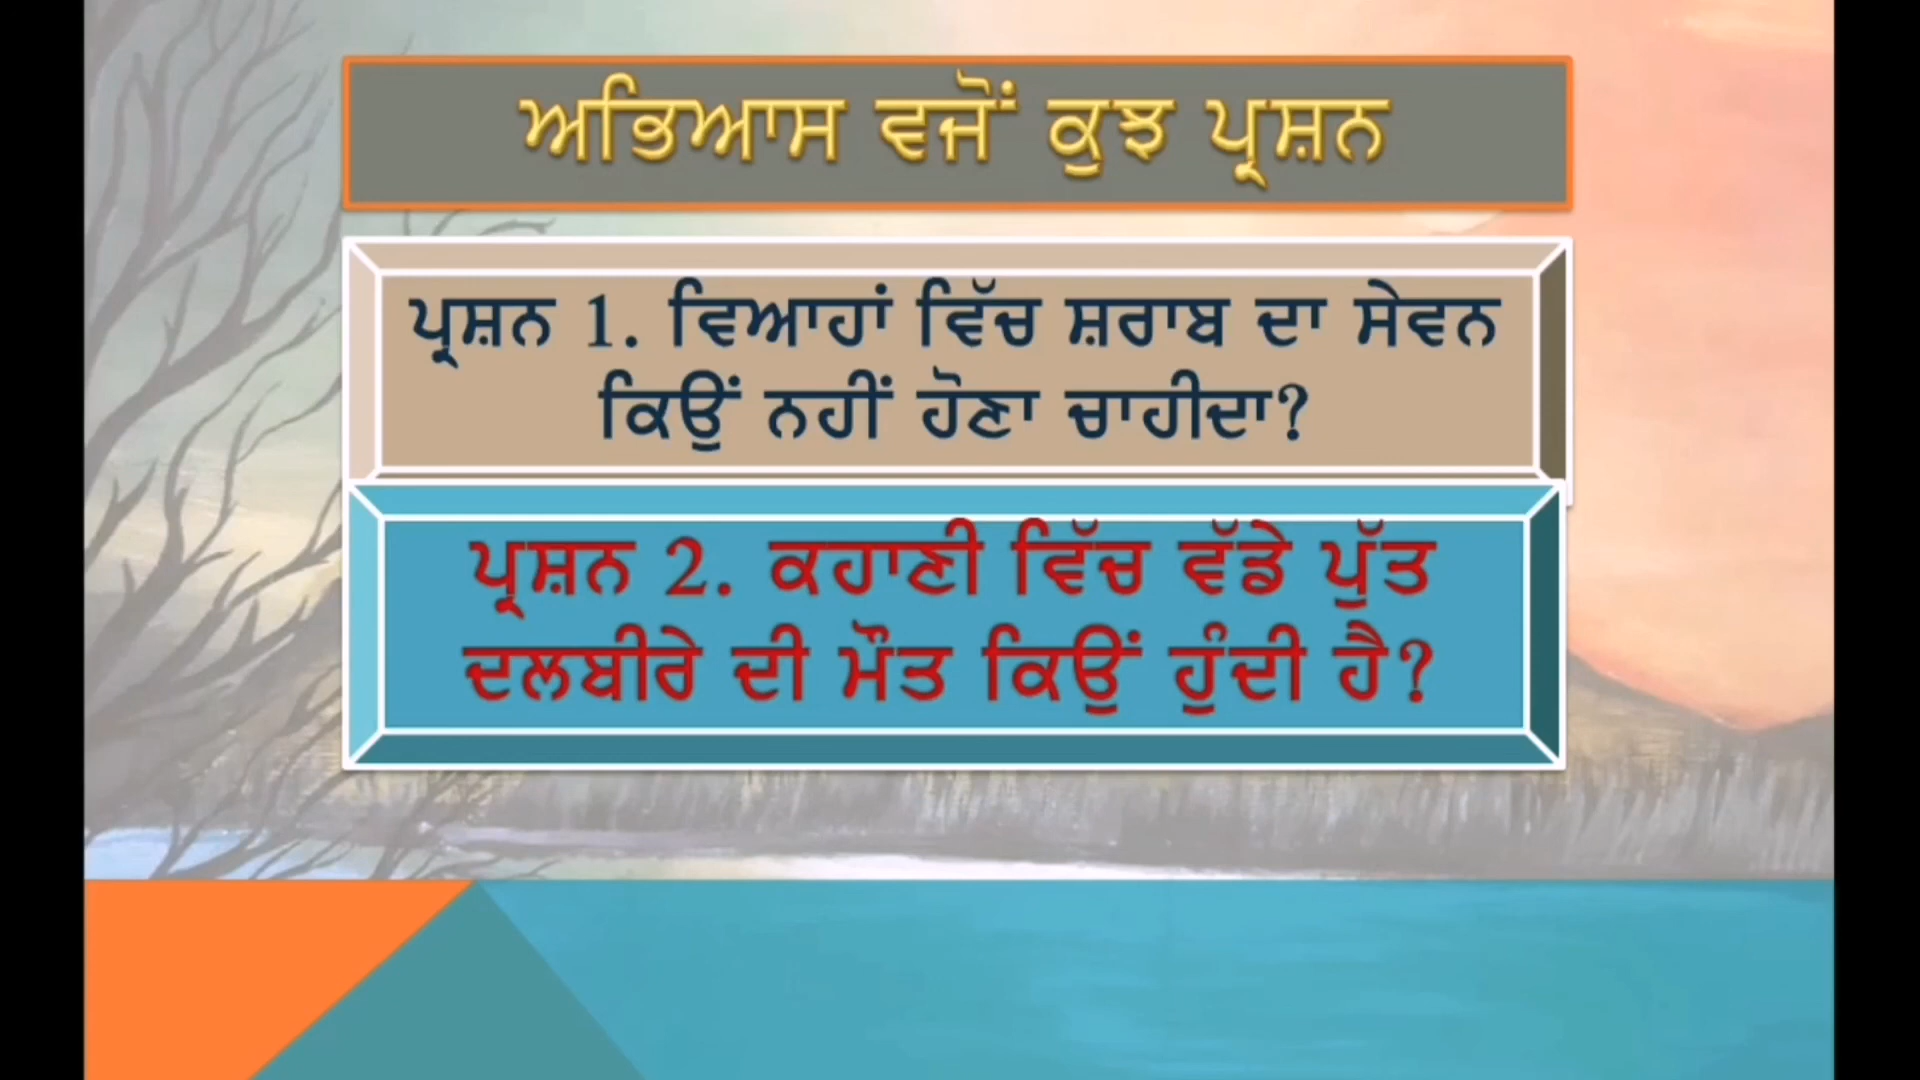 ਅਭਿਆਸ ਵਜੋਂ ਕੁਝ ਪ੍ਰਸ਼ਨ
ਪ੍ਰਸ਼ਨ 1. ਵਿਆਹਾਂ ਵਿੱਚ ਸ਼ਰਾਬ ਦਾ ਸੇਵਨ
ਕਿਉਂ ਨਹੀਂ ਹੋਣਾ ਚਾਹੀਦਾ?
ਪ੍ਰਸ਼ਨ 2. ਕਹਾਣੀ ਵਿੱਚ ਵੱਡੇ ਪੁੱਤ
ਦਲਬੀਰੇ ਦੀ ਮੌਤ ਕਿਉਂ ਹੁੰਦੀ ਹੈ?